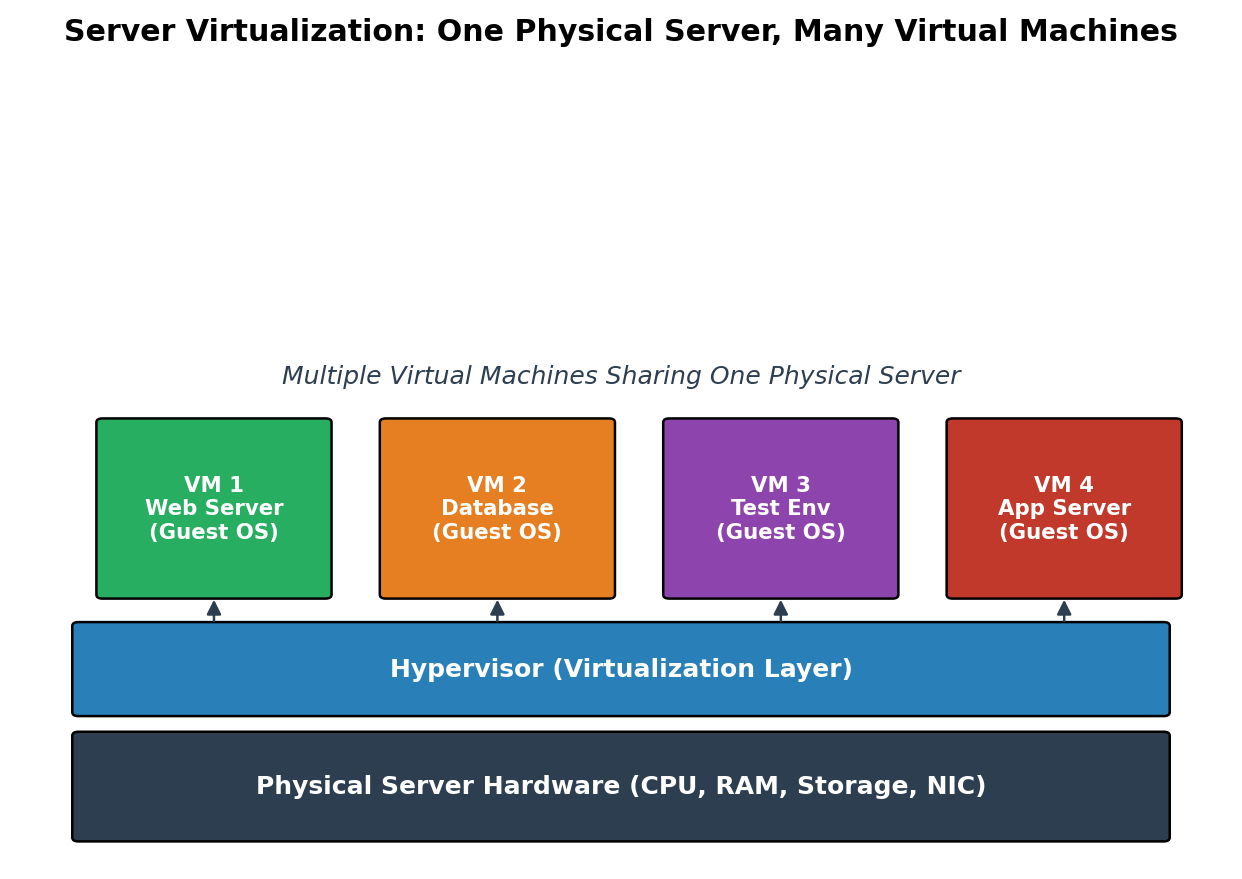 Server Virtualization: One Physical Server, Many Virtual Machines
Multiple Virtual Machines Sharing One Physical Server
VM 1
Web Server
(Guest OS)
VM 2
Database
(Guest OS)
VM 3
Test Env
(Guest OS)
VM 4
App Server
(Guest OS)
Hypervisor (Virtualization Layer)
Physical Server Hardware (CPU, RAM, Storage, NIC)